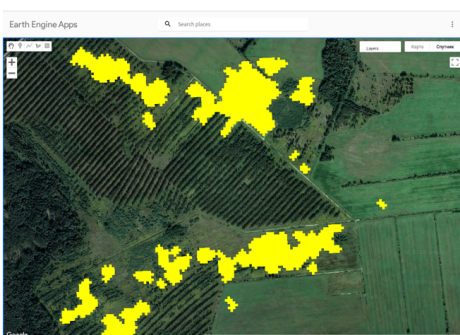 Earth Engine Apps
Search places
Layers
Карта Спутник
Google